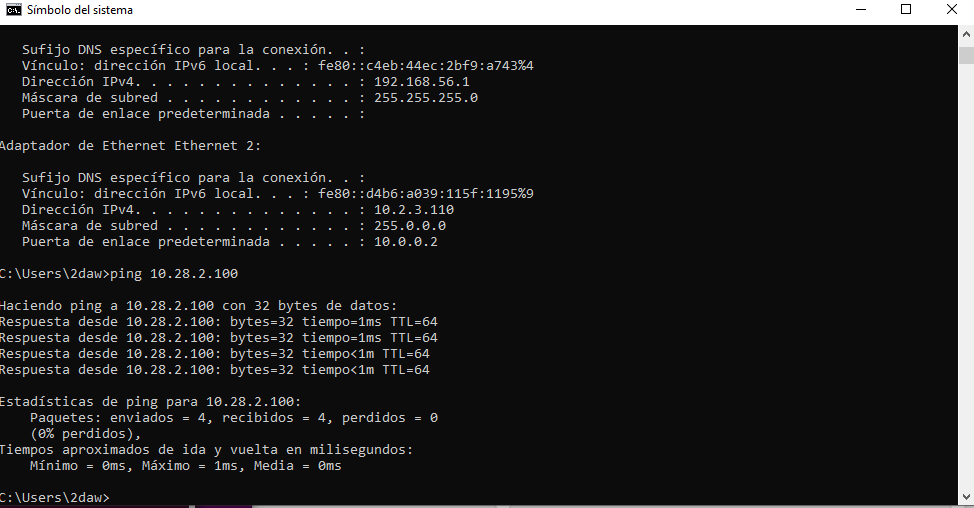 Símbolo del sistema
Sufijo DNS específico para la conexión. . :
Vínculo: dirección IPv6 local. . . : fe80::c4eb:44ec:2bf9:a743%4
Dirección IPv4. . . . . . . . . . . . . . : 192.168.56.1
Máscara de subred . . . . . . . . . . . . : 255.255.255.0
Puerta de enlace predeterminada . . . . . :
Adaptador de Ethernet Ethernet 2:
Sufijo DNS específico para la conexión. . :
Vínculo: dirección IPv6 local. . . : fe80::d4b6:a039:115f:1195%9
Dirección IPv4. . . . . . . . . . . . . . : 10.2.3.110
Máscara de subred . . . . . . . . . . . . : 255.0.0.0
Puerta de enlace predeterminada . . . . . : 10.0.0.2
C:\Users\2daw>ping 10.28.2.100
Haciendo ping a 10.28.2.100 con 32 bytes de datos:
Respuesta desde 10.28.2.100: bytes=32 tiempo=1ms TTL=64
Respuesta desde 10.28.2.100: bytes=32 tiempo=1ms TTL=64
Respuesta desde 10.28.2.100: bytes=32 tiempo<1m TTL=64
Respuesta desde 10.28.2.100: bytes=32 tiempo<1m TTL=64
Estadísticas de ping para 10.28.2.100:
Paquetes: enviados = 4, recibidos = 4, perdidos = 0
(0% perdidos),
Tiempos aproximados de ida y vuelta en milisegundos:
Mínimo = 0ms, Máximo = 1ms, Media = 0ms
C:\Users\2daw>